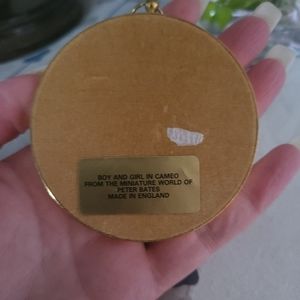 BOY AND GIRL IN CAMEO
FROM THE MINIATURE WORLD OF
PETER BATES
MADE IN ENGLAND